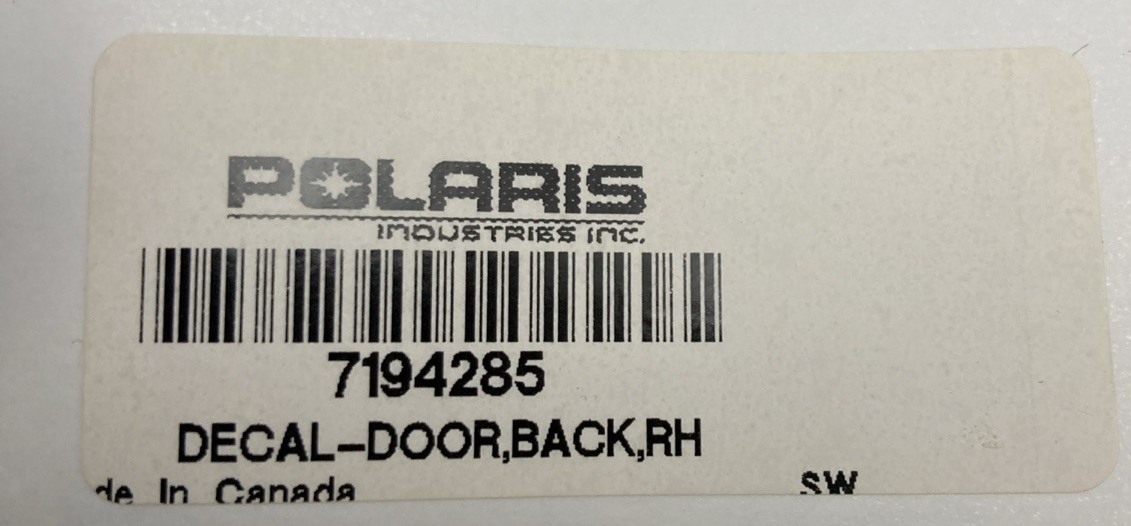 POLARIS
INDUSTRIES INC.
7194285
DECAL-DOOR,BACK,RH
de In Canada
SW